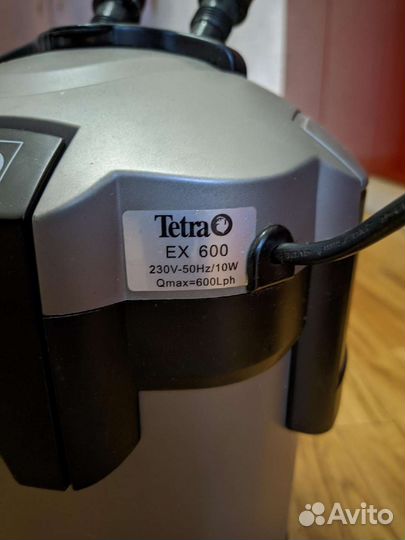 Tetra
EX 600
230V-50Hz/10W
Qmax=600Lph
Avito